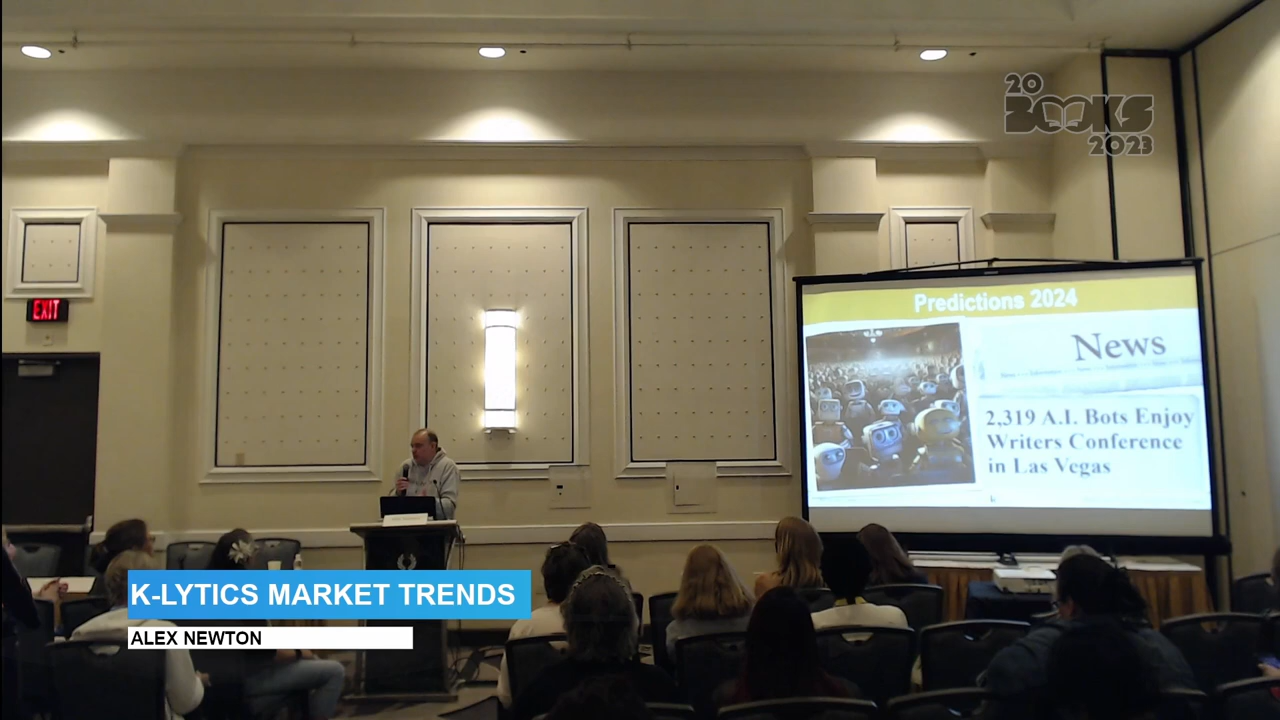 20
BOOKS
2023
EXIT
Predictions 2024
News
2,319 A.I. Bots Enjoy
Writers Conference
in Las Vegas
K-LYTICS MARKET TRENDS
ALEX NEWTON